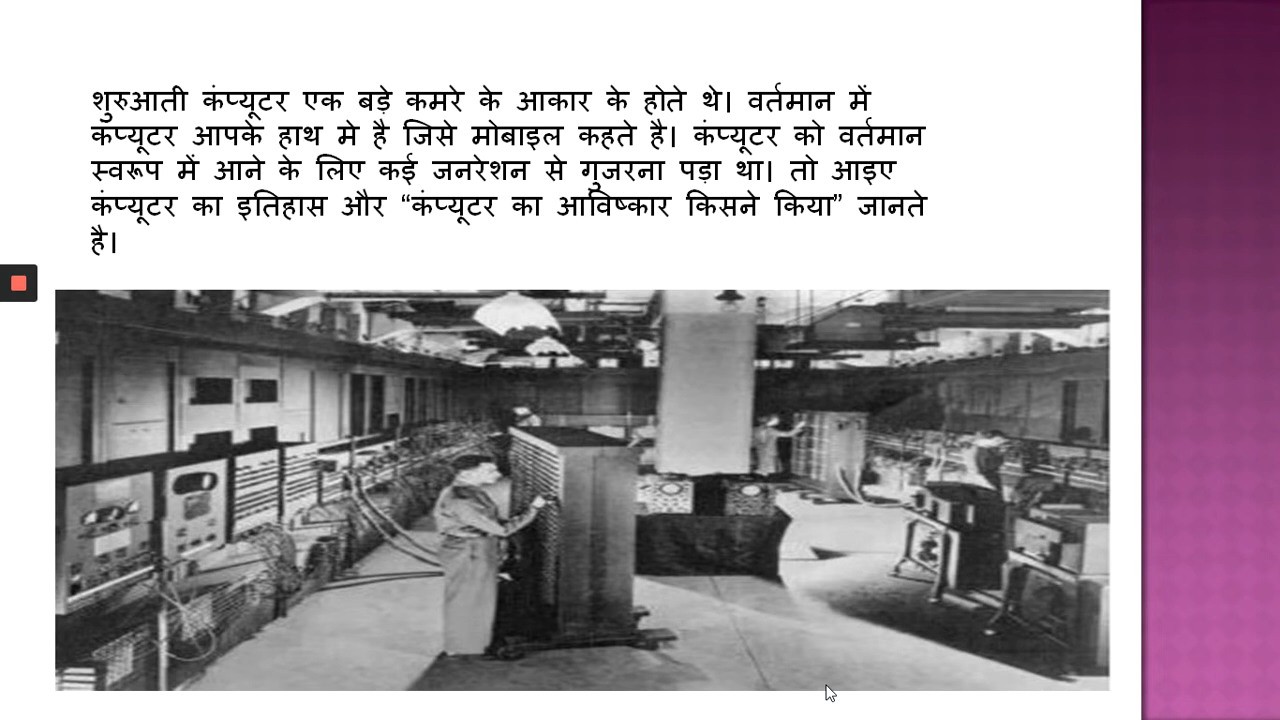 शुरुआती कंप्यूटर एक बड़े कमरे के आकार के होते थे। वर्तमान में
कंप्यूटर आपके हाथ मे है जिसे मोबाइल कहते है। कंप्यूटर को वर्तमान
स्वरूप में आने के लिए कई जनरेशन से गुजरना पड़ा था। तो आइए
कंप्यूटर का इतिहास और “कंप्यूटर का आविष्कार किसने किया” जानते
है।